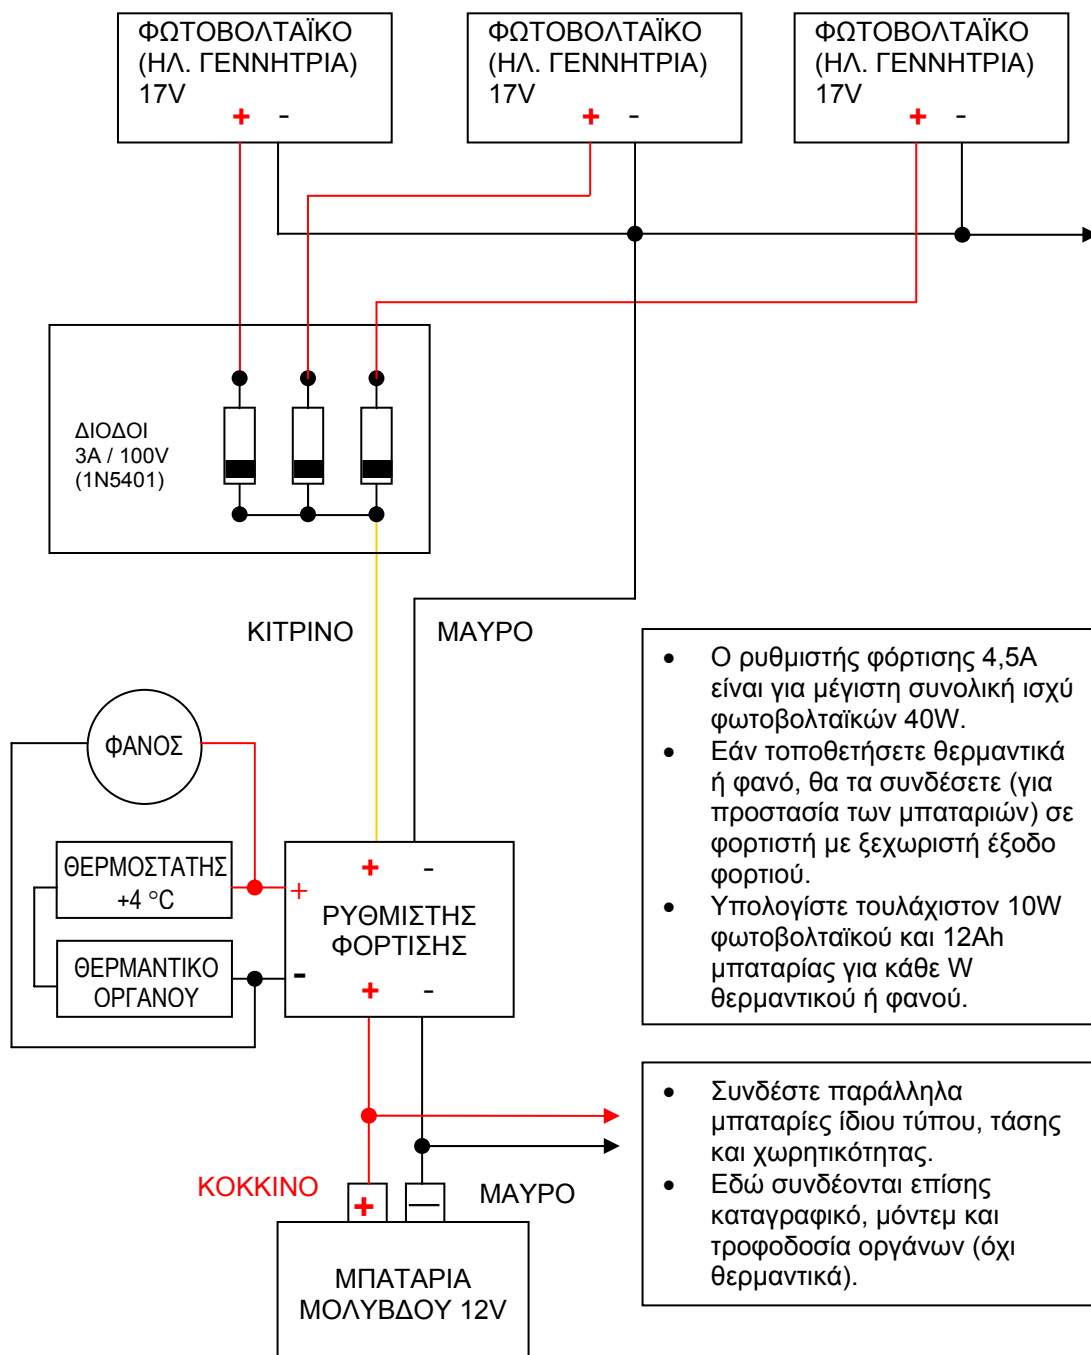 ΦΩΤΟΒΟΛΤΑΪΚΟ
(ΗΛ. ΓΕΝΝΗΤΡΙΑ)
17V
+ -
ΦΩΤΟΒΟΛΤΑΪΚΟ
(ΗΛ. ΓΕΝΝΗΤΡΙΑ)
17V
+ -
ΦΩΤΟΒΟΛΤΑΪΚΟ
(ΗΛ. ΓΕΝΝΗΤΡΙΑ)
17V
+ -
ΔΙΟΔΟΙ
3A / 100V
(1N5401)
ΚΙΤΡΙΝΟ
ΜΑΥΡΟ
ΦΑΝΟΣ
ΘΕΡΜΟΣΤΑΤΗΣ
+4 °C
ΘΕΡΜΑΝΤΙΚΟ
ΟΡΓΑΝΟΥ
+ -
+
ΡΥΘΜΙΣΤΗΣ
ΦΟΡΤΙΣΗΣ
-
+ -
• Ο ρυθμιστής φόρτισης 4,5Α
είναι για μέγιστη συνολική ισχύ
φωτοβολταϊκών 40W.
• Εάν τοποθετήσετε θερμαντικά
ή φανό, θα τα συνδέσετε (για
προστασία των μπαταριών) σε
φορτιστή με ξεχωριστή έξοδο
φορτιού.
• Υπολογίστε τουλάχιστον 10W
φωτοβολταϊκού και 12Ah
μπαταρίας για κάθε W
θερμαντικού ή φανού.
• Συνδέστε παράλληλα
μπαταρίες ίδιου τύπου, τάσης
και χωρητικότητας.
• Εδώ συνδέονται επίσης
καταγραφικό, μόντεμ και
τροφοδοσία οργάνων (όχι
θερμαντικά).
ΚΟΚΚΙΝΟ
+ —
ΜΑΥΡΟ
ΜΠΑΤΑΡΙΑ
ΜΟΛΥΒΔΟΥ 12V